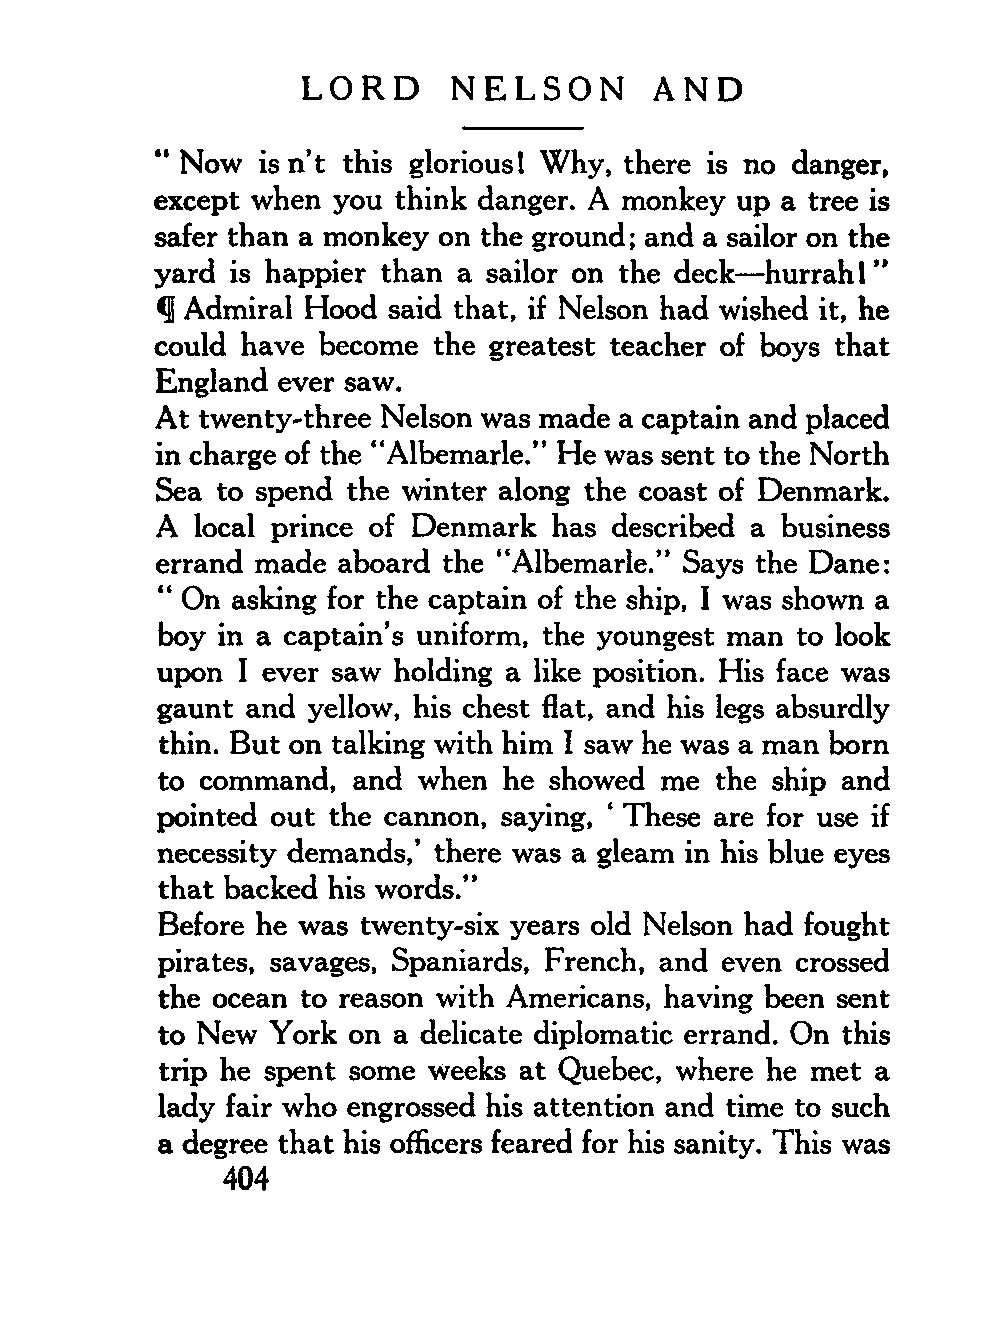 LORD NELSON AND
“ Now is n’t this glorious! Why, there is no danger,
except when you think danger. A monkey up a tree is
safer than a monkey on the ground; and a sailor on the
yard is happier than a sailor on the deck—hurrah!”
¶ Admiral Hood said that, if Nelson had wished it, he
could have become the greatest teacher of boys that
England ever saw.
At twenty-three Nelson was made a captain and placed
in charge of the “Albemarle.” He was sent to the North
Sea to spend the winter along the coast of Denmark.
A local prince of Denmark has described a business
errand made aboard the “Albemarle.” Says the Dane:
“ On asking for the captain of the ship, I was shown a
boy in a captain’s uniform, the youngest man to look
upon I ever saw holding a like position. His face was
gaunt and yellow, his chest flat, and his legs absurdly
thin. But on talking with him I saw he was a man born
to command, and when he showed me the ship and
pointed out the cannon, saying, ‘ These are for use if
necessity demands,’ there was a gleam in his blue eyes
that backed his words.”
Before he was twenty-six years old Nelson had fought
pirates, savages, Spaniards, French, and even crossed
the ocean to reason with Americans, having been sent
to New York on a delicate diplomatic errand. On this
trip he spent some weeks at Quebec, where he met a
lady fair who engrossed his attention and time to such
a degree that his officers feared for his sanity. This was
404